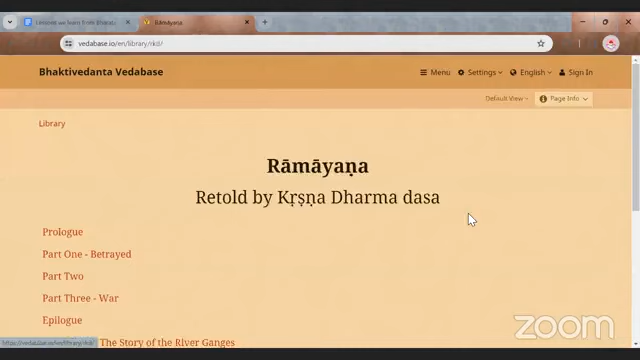 Lessons we learn from Bharata
Rāmāyaṇa
vedabase.io/en/library/rkd/
Bhaktivedanta Vedabase
Menu
Settings
English
Sign In
Default View
Page Info
Library
Rāmāyaṇa
Retold by Kṛṣṇa Dharma dasa
Prologue
Part One - Betrayed
Part Two
Part Three - War
Epilogue
https://vedabase.io/en/library/rkd/
The Story of the River Ganges
zoom